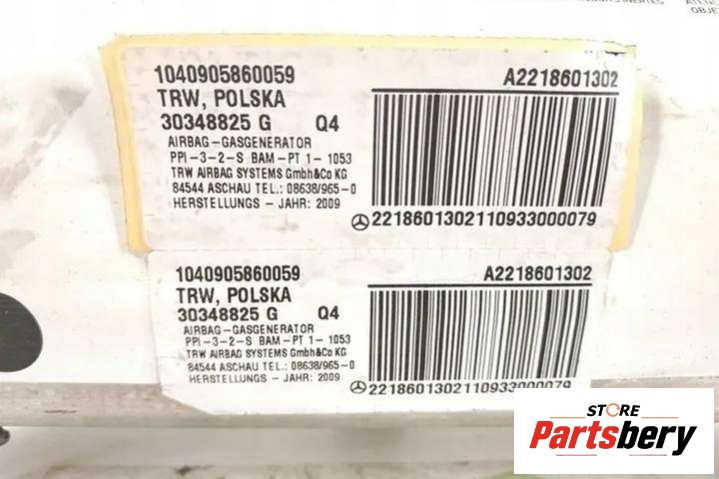 OBJE
1040905860059 A2218601302
TRW, POLSKA
30348825 G Q4
AIRBAG-GASGENERATOR
PPI-3-2-S BAM-PT 1- 1053
TRW AIRBAG SYSTEMS Gmbh&Co KG
84544 ASCHAU TEL.: 08638/965-0
HERSTELLUNGS - JAHR: 2009
2218601302110933000079
1040905860059 A2218601302
TRW, POLSKA
30348825 G Q4
AIRBAG-GASGENERATOR
PPI-3-2-S BAM-PT 1- 1053
TRW AIRBAG SYSTEMS Gmbh&Co KG
84544 ASCHAU TEL.: 08638/965-0
HERSTELLUNGS - JAHR: 2009
2218601302110933000079
STORE
Partsbery